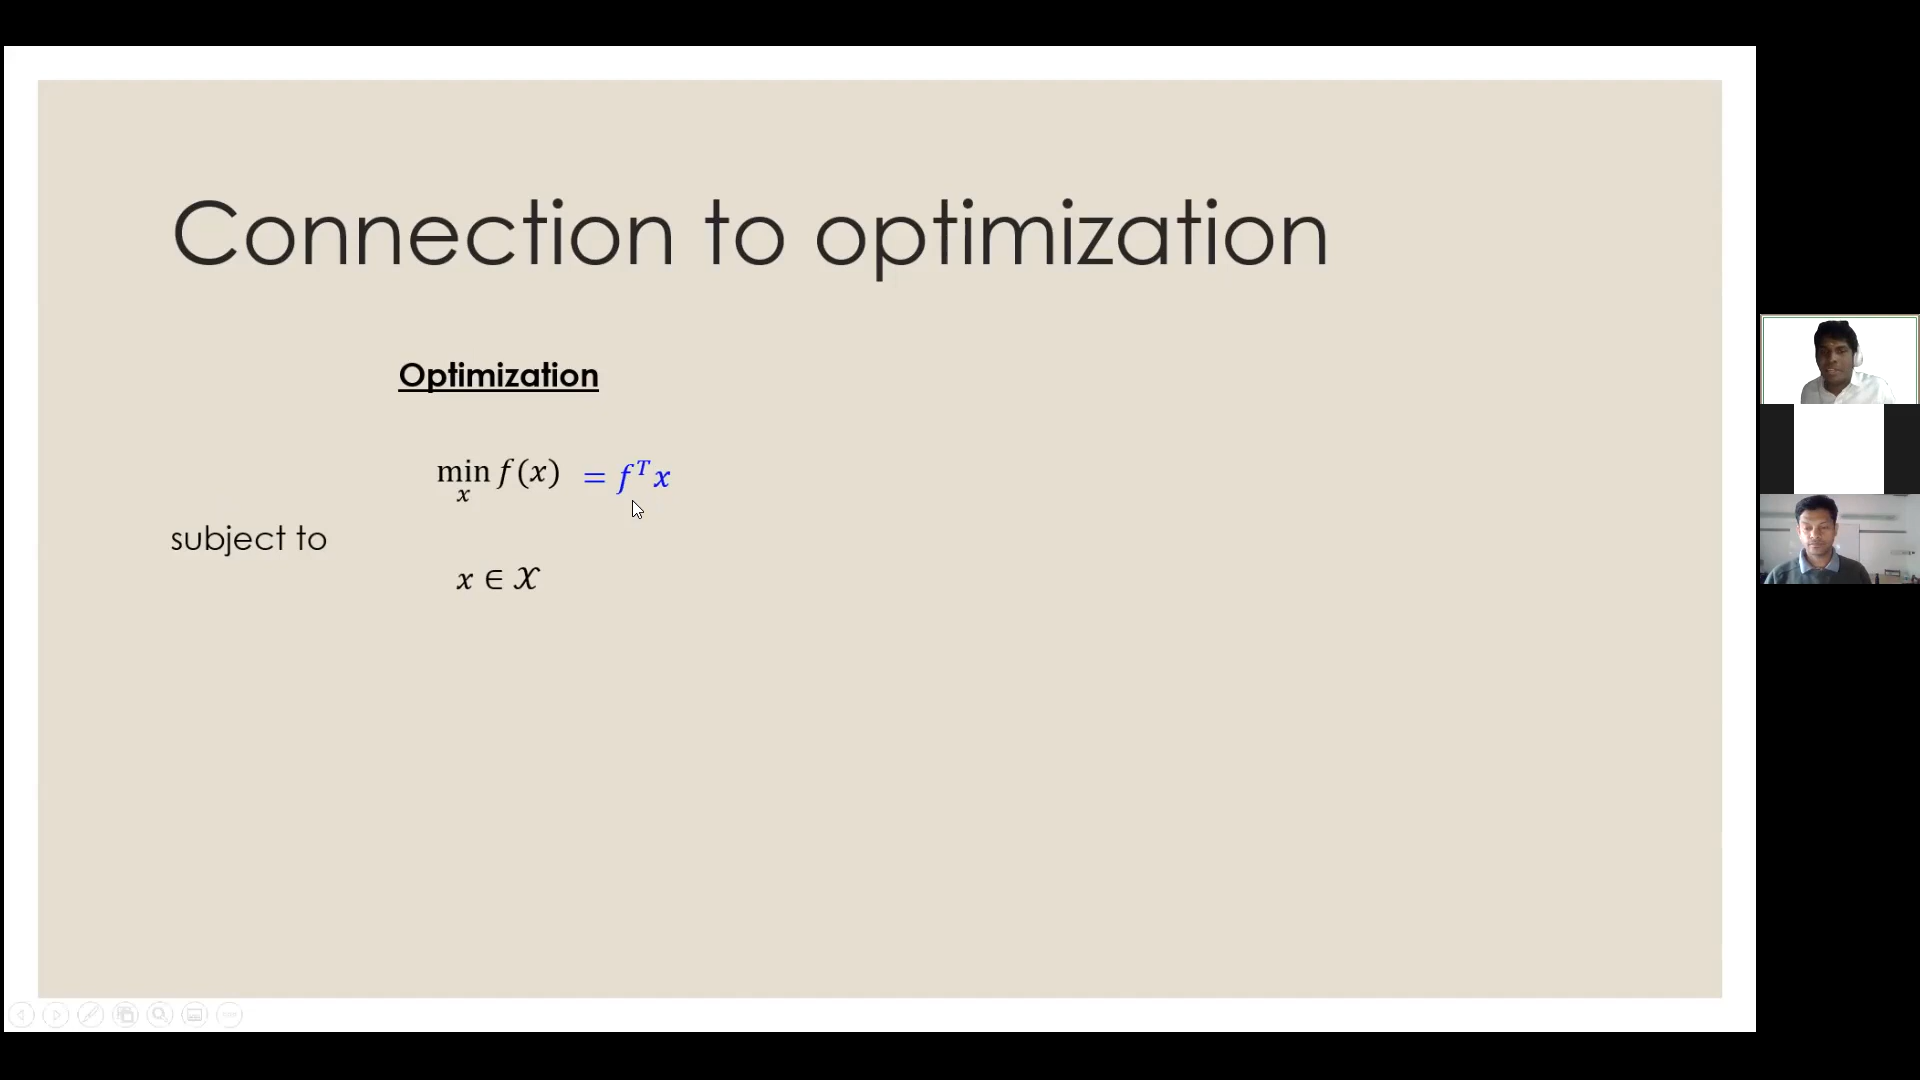 Connection to optimization
Optimization
min f(x) = f^T x
x
subject to
x ∈ 𝒳